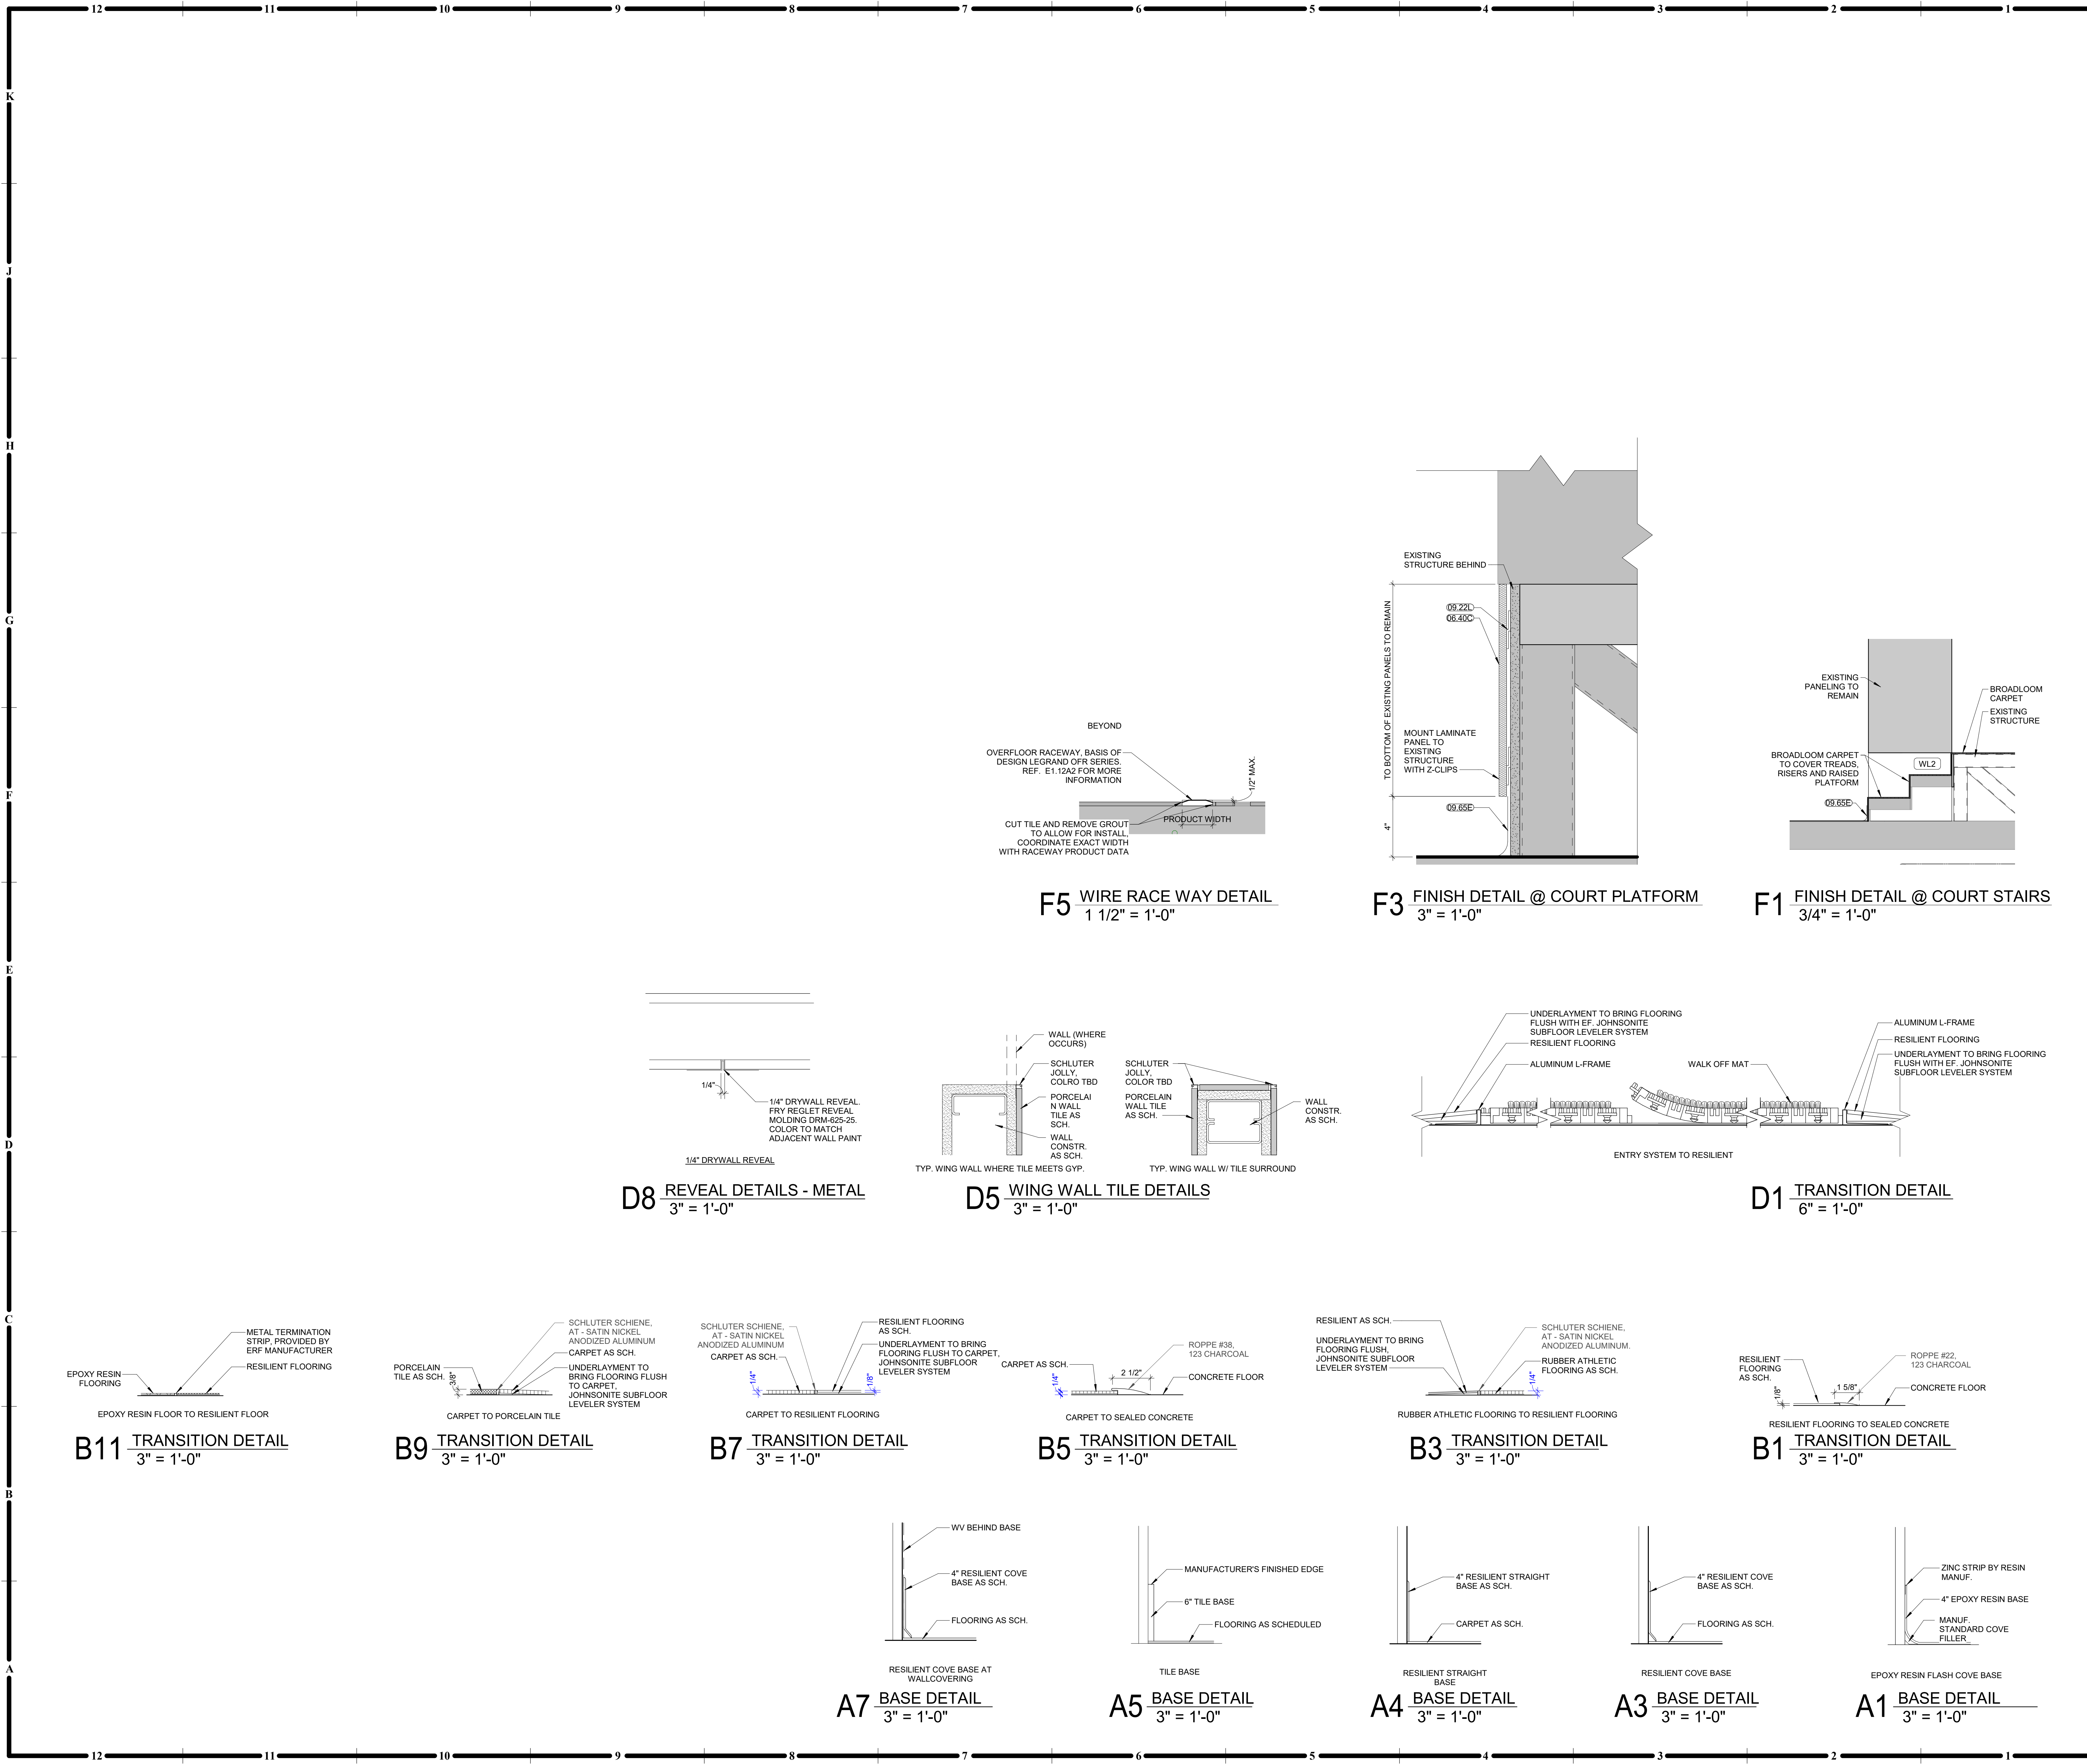 12 11 10 9 8 7 6 5 4 3 2 1
K
J
H
G
F
E
D
C
B
A
BEYOND
OVERFLOOR RACEWAY, BASIS OF
DESIGN LEGRAND OFR SERIES.
REF. E1.12A2 FOR MORE
INFORMATION
1/2" MAX.
PRODUCT WIDTH
CUT TILE AND REMOVE GROUT
TO ALLOW FOR INSTALL,
COORDINATE EXACT WIDTH
WITH RACEWAY PRODUCT DATA
F5 WIRE RACE WAY DETAIL
1 1/2" = 1'-0"
EXISTING
STRUCTURE BEHIND
09.22L
06.40C
TO BOTTOM OF EXISTING PANELS TO REMAIN
MOUNT LAMINATE
PANEL TO
EXISTING
STRUCTURE
WITH Z-CLIPS
09.65E
4"
F3 FINISH DETAIL @ COURT PLATFORM
3" = 1'-0"
EXISTING
PANELING TO
REMAIN
BROADLOOM
CARPET
EXISTING
STRUCTURE
BROADLOOM CARPET
TO COVER TREADS,
RISERS AND RAISED
PLATFORM
WL2
09.65E
F1 FINISH DETAIL @ COURT STAIRS
3/4" = 1'-0"
1/4"
1/4" DRYWALL REVEAL.
FRY REGLET REVEAL
MOLDING DRM-625-25.
COLOR TO MATCH
ADJACENT WALL PAINT
1/4" DRYWALL REVEAL
D8 REVEAL DETAILS - METAL
3" = 1'-0"
WALL (WHERE
OCCURS)
SCHLUTER
JOLLY,
COLRO TBD
PORCELAI
N WALL
TILE AS
SCH.
WALL
CONSTR.
AS SCH.
TYP. WING WALL WHERE TILE MEETS GYP.
SCHLUTER
JOLLY,
COLOR TBD
PORCELAIN
WALL TILE
AS SCH.
WALL
CONSTR.
AS SCH.
TYP. WING WALL W/ TILE SURROUND
D5 WING WALL TILE DETAILS
3" = 1'-0"
UNDERLAYMENT TO BRING FLOORING
FLUSH WITH EF. JOHNSONITE
SUBFLOOR LEVELER SYSTEM
RESILIENT FLOORING
ALUMINUM L-FRAME
WALK OFF MAT
ALUMINUM L-FRAME
RESILIENT FLOORING
UNDERLAYMENT TO BRING FLOORING
FLUSH WITH EF. JOHNSONITE
SUBFLOOR LEVELER SYSTEM
ENTRY SYSTEM TO RESILIENT
D1 TRANSITION DETAIL
6" = 1'-0"
METAL TERMINATION
STRIP, PROVIDED BY
ERF MANUFACTURER
EPOXY RESIN
FLOORING
RESILIENT FLOORING
EPOXY RESIN FLOOR TO RESILIENT FLOOR
B11 TRANSITION DETAIL
3" = 1'-0"
SCHLUTER SCHIENE,
AT - SATIN NICKEL
ANODIZED ALUMINUM
CARPET AS SCH.
PORCELAIN
TILE AS SCH.
3/8"
UNDERLAYMENT TO
BRING FLOORING FLUSH
TO CARPET,
JOHNSONITE SUBFLOOR
LEVELER SYSTEM
CARPET TO PORCELAIN TILE
B9 TRANSITION DETAIL
3" = 1'-0"
SCHLUTER SCHIENE,
AT - SATIN NICKEL
ANODIZED ALUMINUM
CARPET AS SCH.
1/4"
RESILIENT FLOORING
AS SCH.
UNDERLAYMENT TO BRING
FLOORING FLUSH TO CARPET,
JOHNSONITE SUBFLOOR
LEVELER SYSTEM
1/8"
CARPET TO RESILIENT FLOORING
B7 TRANSITION DETAIL
3" = 1'-0"
CARPET AS SCH.
1/4"
2 1/2"
ROPPE #38,
123 CHARCOAL
CONCRETE FLOOR
CARPET TO SEALED CONCRETE
B5 TRANSITION DETAIL
3" = 1'-0"
RESILIENT AS SCH.
UNDERLAYMENT TO BRING
FLOORING FLUSH,
JOHNSONITE SUBFLOOR
LEVELER SYSTEM
SCHLUTER SCHIENE,
AT - SATIN NICKEL
ANODIZED ALUMINUM.
RUBBER ATHLETIC
FLOORING AS SCH.
1/4"
RUBBER ATHLETIC FLOORING TO RESILIENT FLOORING
B3 TRANSITION DETAIL
3" = 1'-0"
RESILIENT
FLOORING
AS SCH.
1/8"
1 5/8"
ROPPE #22,
123 CHARCOAL
CONCRETE FLOOR
RESILIENT FLOORING TO SEALED CONCRETE
B1 TRANSITION DETAIL
3" = 1'-0"
WV BEHIND BASE
4" RESILIENT COVE
BASE AS SCH.
FLOORING AS SCH.
RESILIENT COVE BASE AT
WALLCOVERING
A7 BASE DETAIL
3" = 1'-0"
MANUFACTURER'S FINISHED EDGE
6" TILE BASE
FLOORING AS SCHEDULED
TILE BASE
A5 BASE DETAIL
3" = 1'-0"
4" RESILIENT STRAIGHT
BASE AS SCH.
CARPET AS SCH.
RESILIENT STRAIGHT
BASE
A4 BASE DETAIL
3" = 1'-0"
4" RESILIENT COVE
BASE AS SCH.
FLOORING AS SCH.
RESILIENT COVE BASE
A3 BASE DETAIL
3" = 1'-0"
ZINC STRIP BY RESIN
MANUF.
4" EPOXY RESIN BASE
MANUF.
STANDARD COVE
FILLER
EPOXY RESIN FLASH COVE BASE
A1 BASE DETAIL
3" = 1'-0"
12 11 10 9 8 7 6 5 4 3 2 1